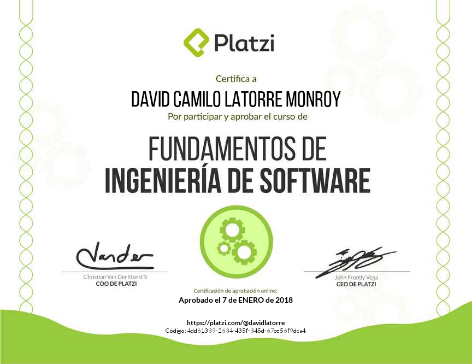 Platzi
Certifica a
DAVID CAMILO LATORRE MONROY
Por participar y aprobar el curso de
FUNDAMENTOS DE
INGENIERÍA DE SOFTWARE
Christian Van Der Henst S.
COO DE PLATZI
John Freddy Vega
CEO DE PLATZI
Certificación de aprobación online:
Aprobado el 7 de ENERO de 2018
https://platzi.com/@davidlatorre
Código: